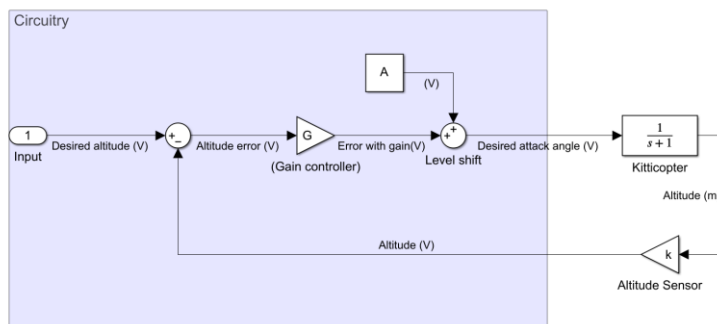 Circuitry
A
(V)
1
Input
Desired altitude (V)
+
−
Altitude error (V)
G
(Gain controller)
Error with gain(V)
+
+
Level shift
Desired attack angle (V)
1
s + 1
Kitticopter
Altitude (m
Altitude (V)
k
Altitude Sensor